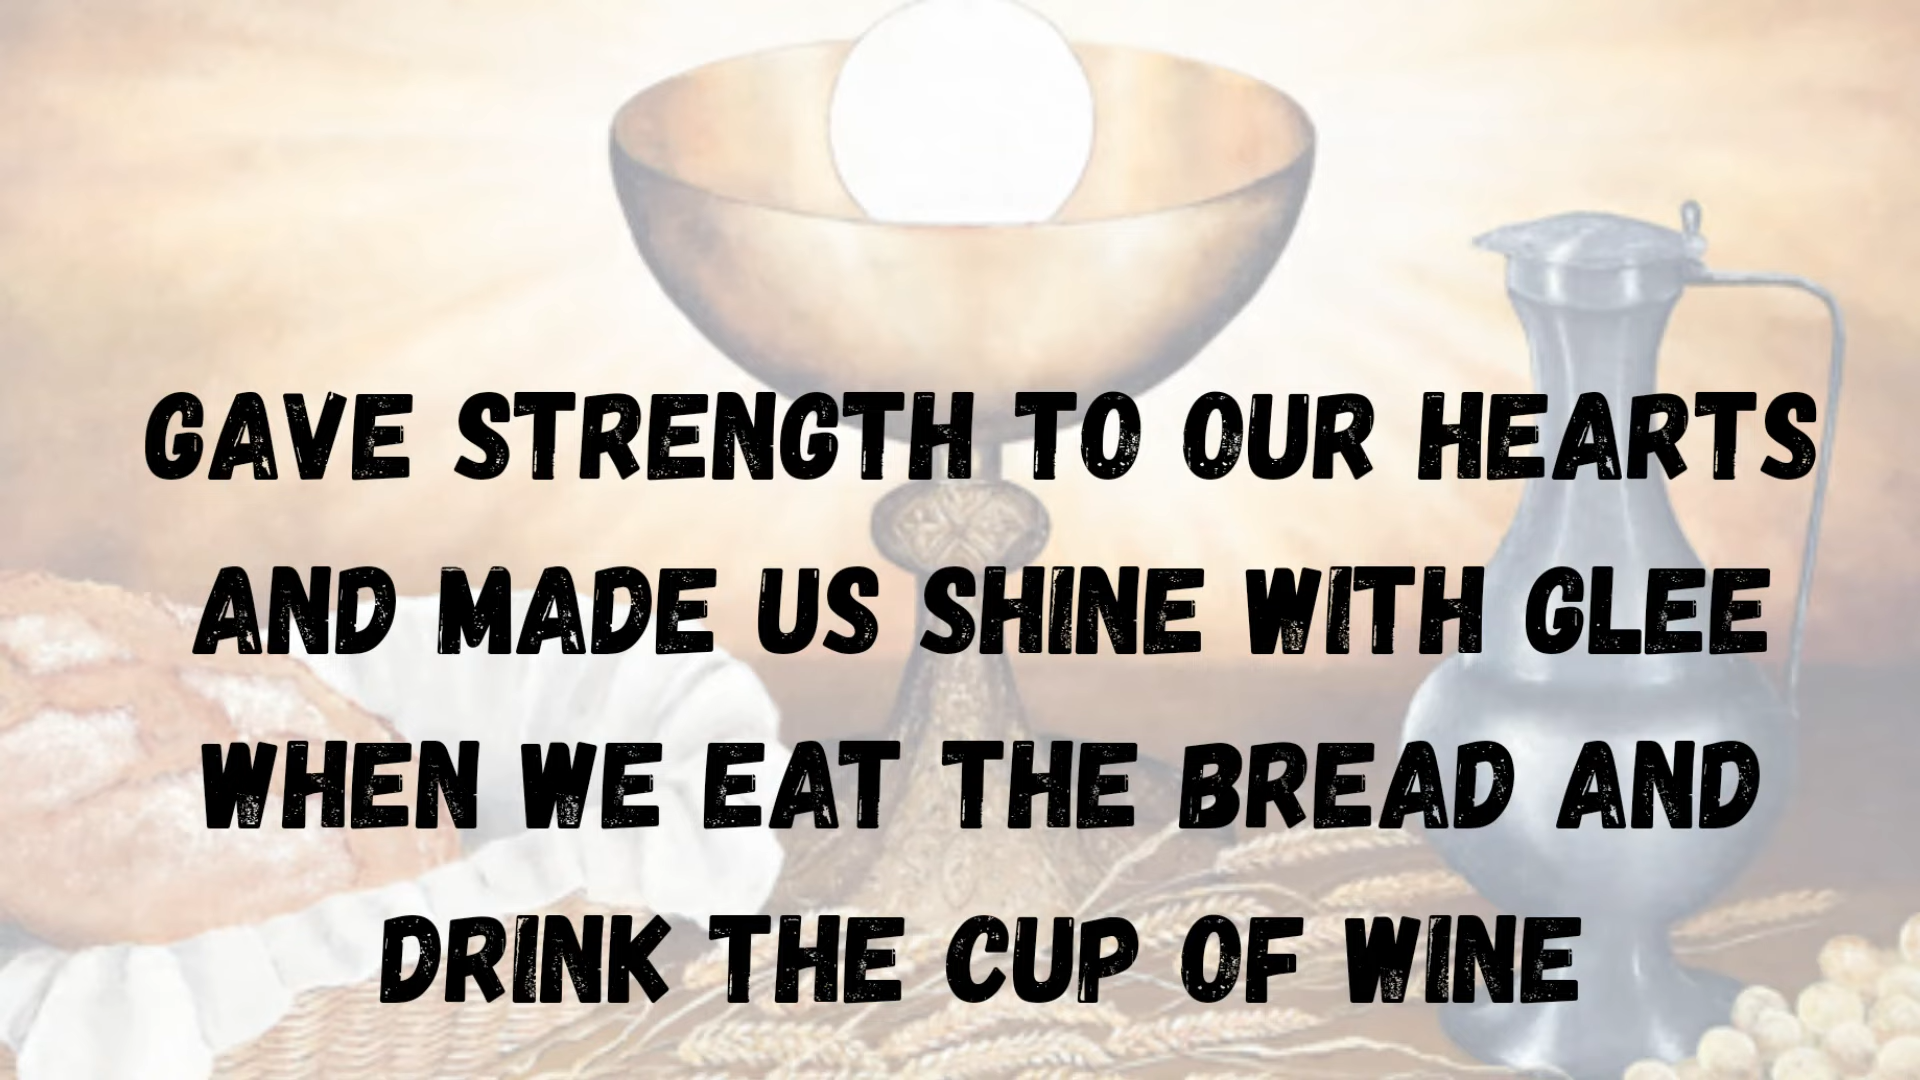 GAVE STRENGTH TO OUR HEARTS
AND MADE US SHINE WITH GLEE
WHEN WE EAT THE BREAD AND
DRINK THE CUP OF WINE